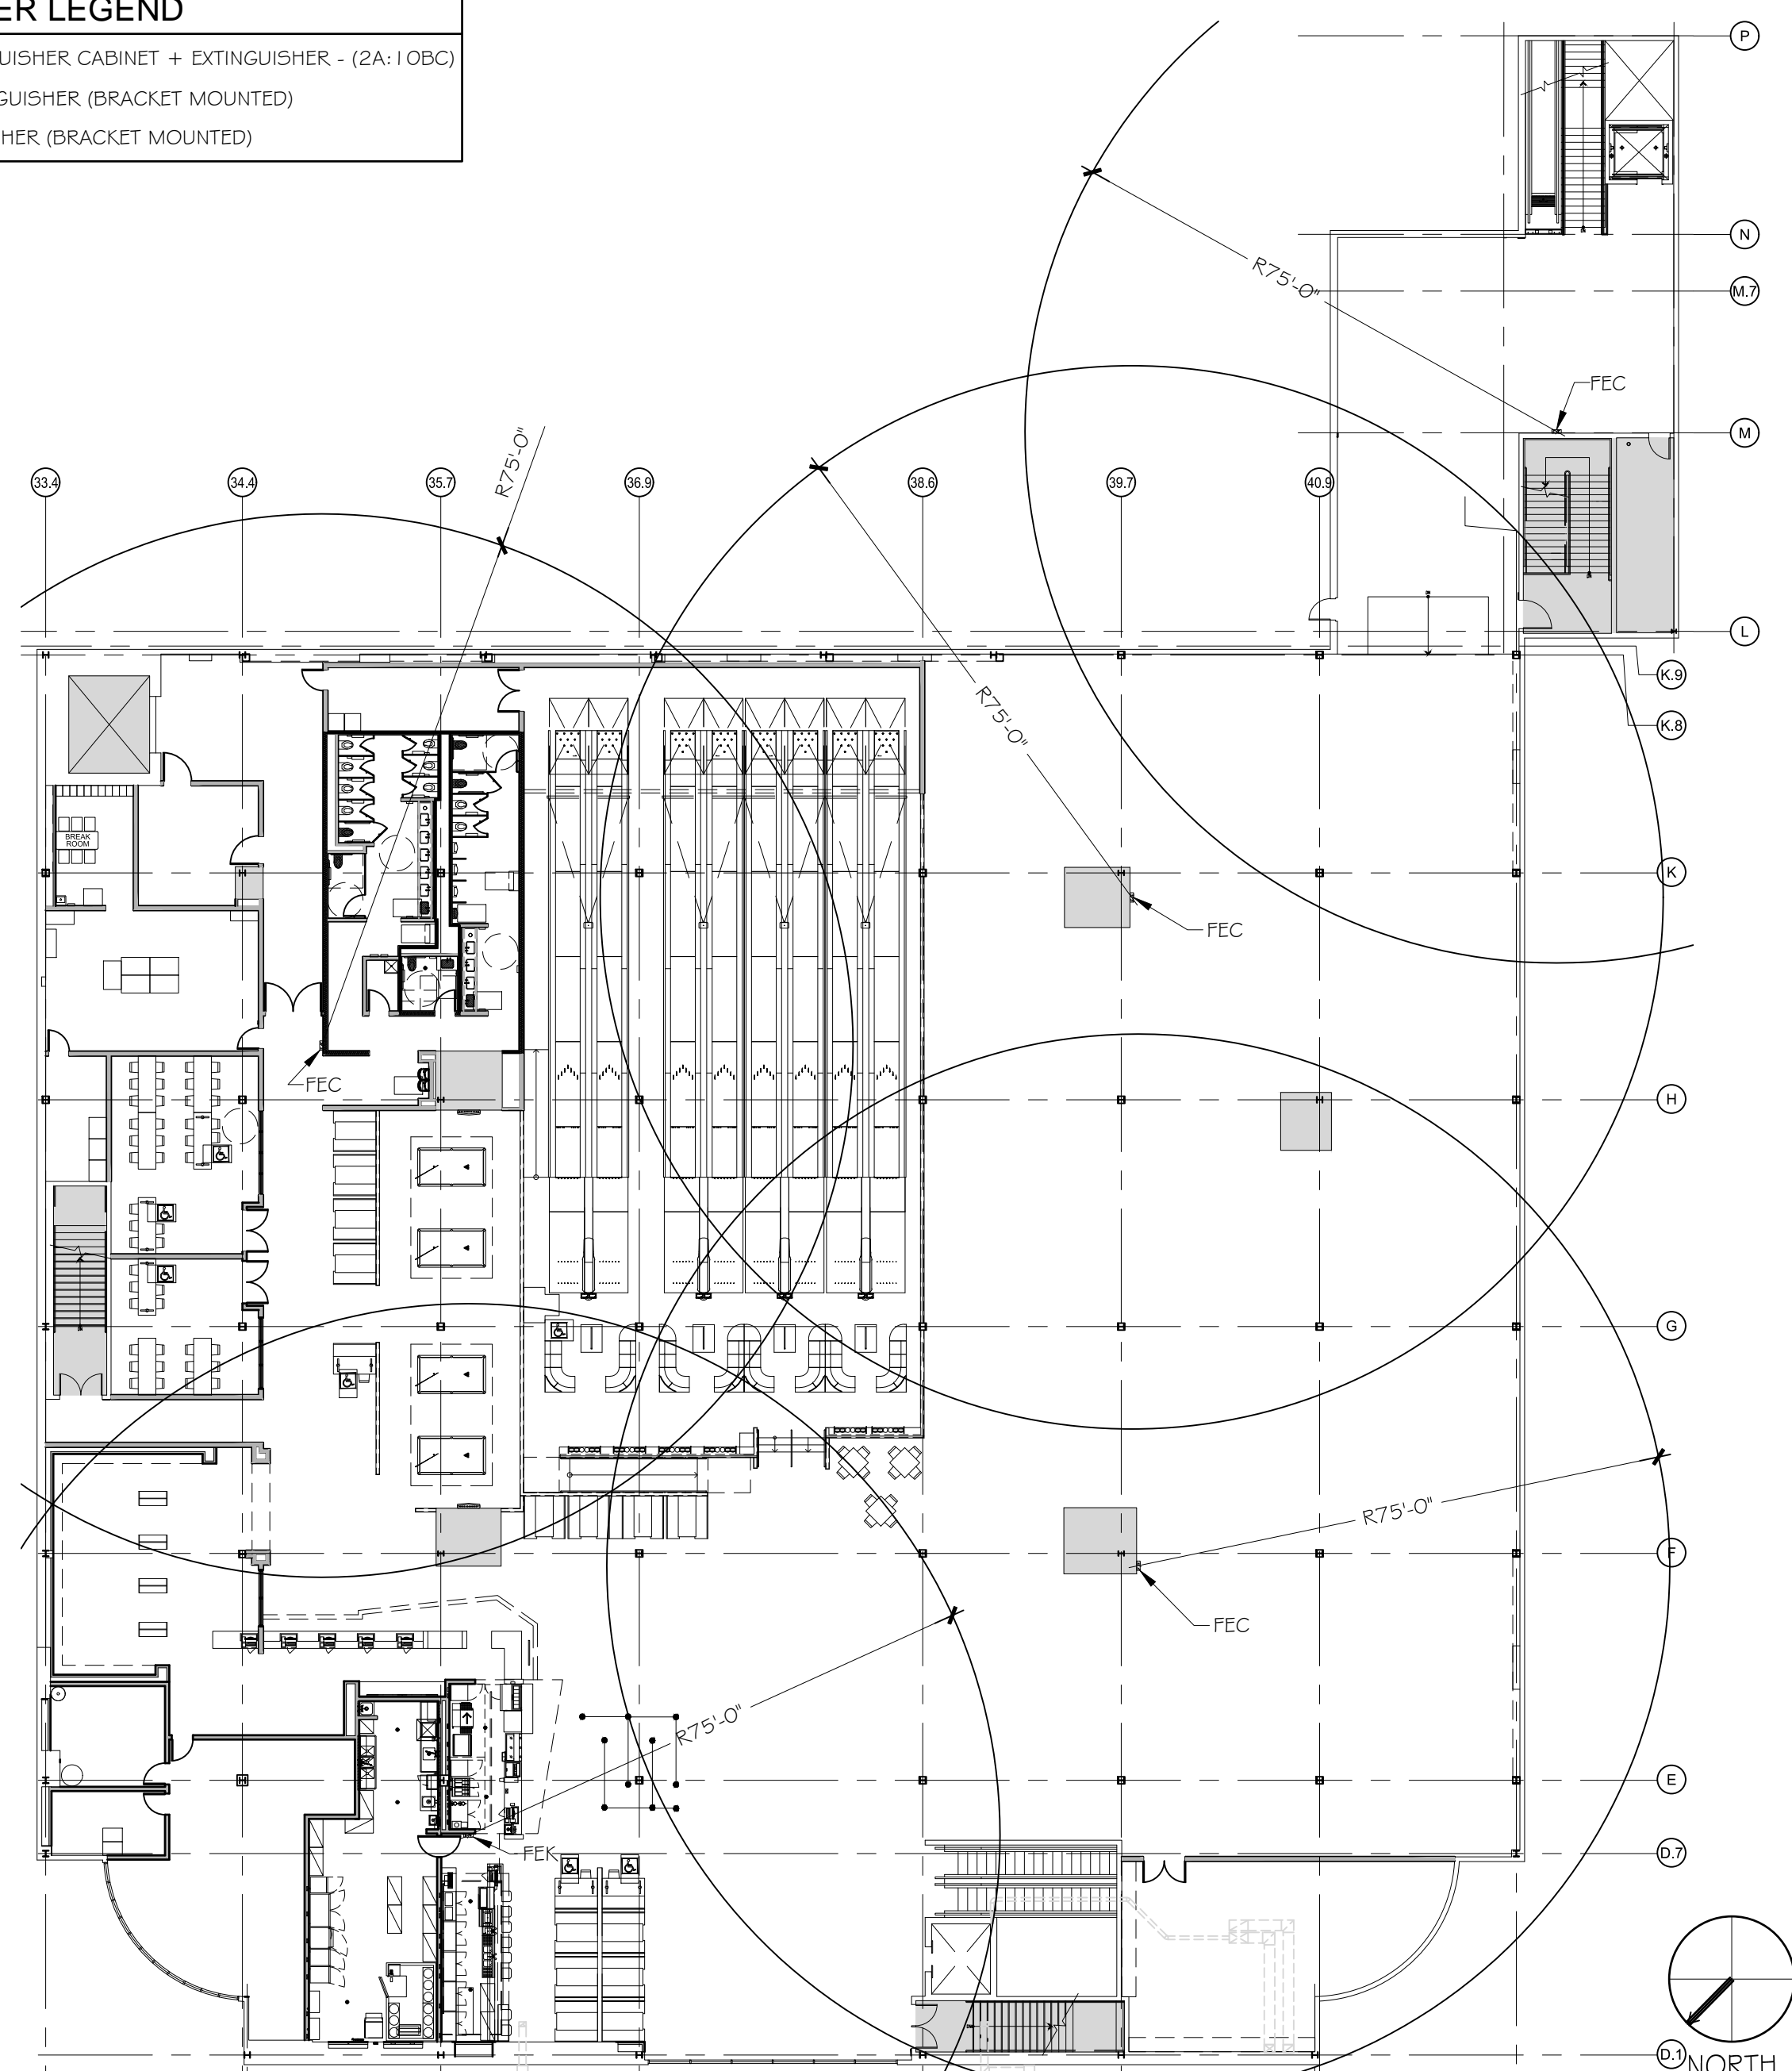 ER LEGEND
UISHER CABINET + EXTINGUISHER - (2A:10BC)
GUISHER (BRACKET MOUNTED)
HER (BRACKET MOUNTED)
P
N
R75'-0"
M.7
FEC
M
R75'-0"
33.4
34.4
35.7
36.9
38.6
39.7
40.9
L
K.9
R75'-0"
K.8
BREAK
ROOM
K
FEC
FEC
H
G
R75'-0"
F
FEC
R75'-0"
E
FEK
D.7
D.1
NORTH